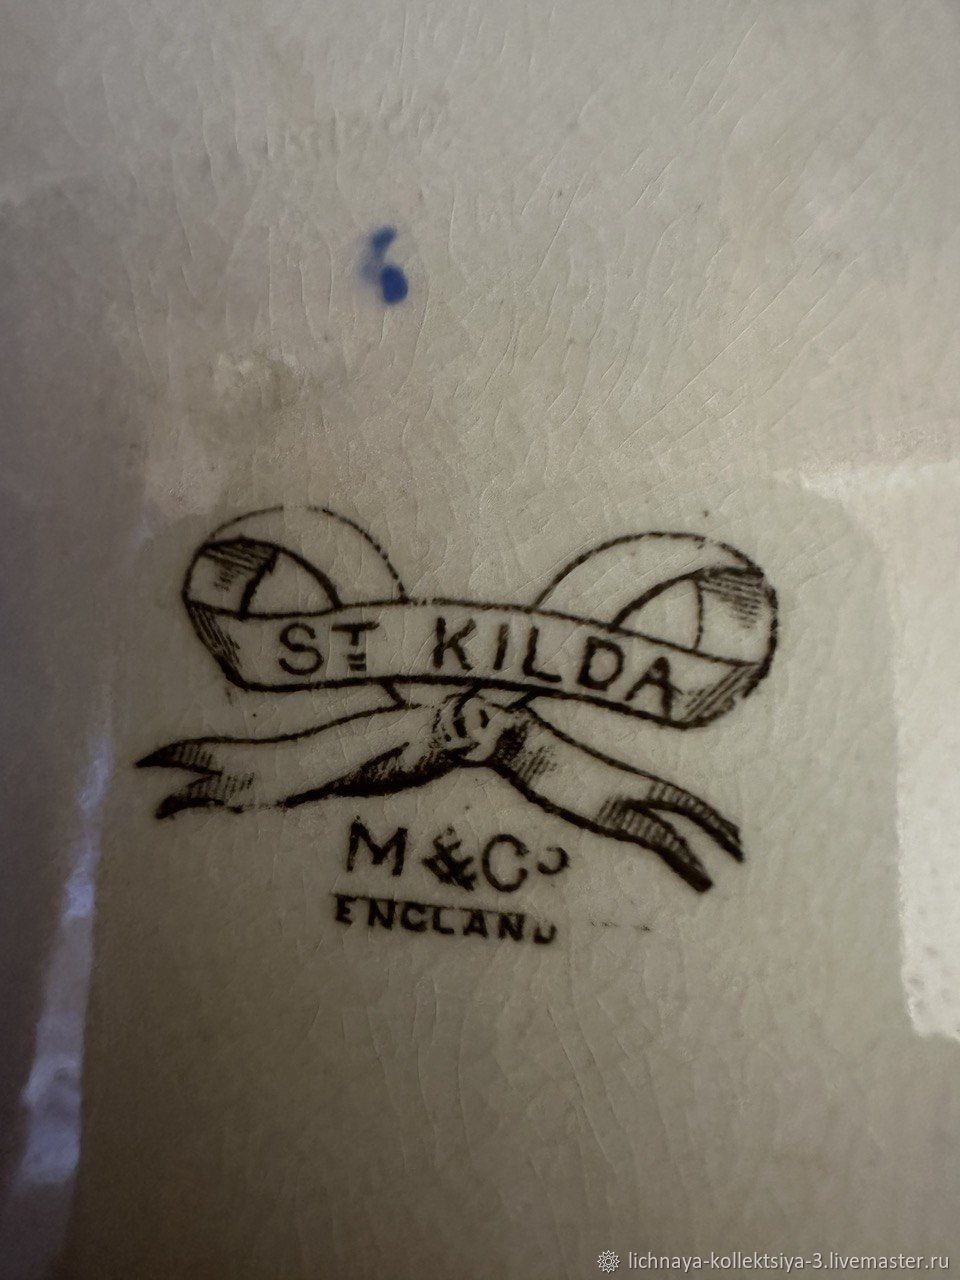 6
ST KILDA
M & Co
ENGLAND
lichnaya-kollektsiya-3.livemaster.ru